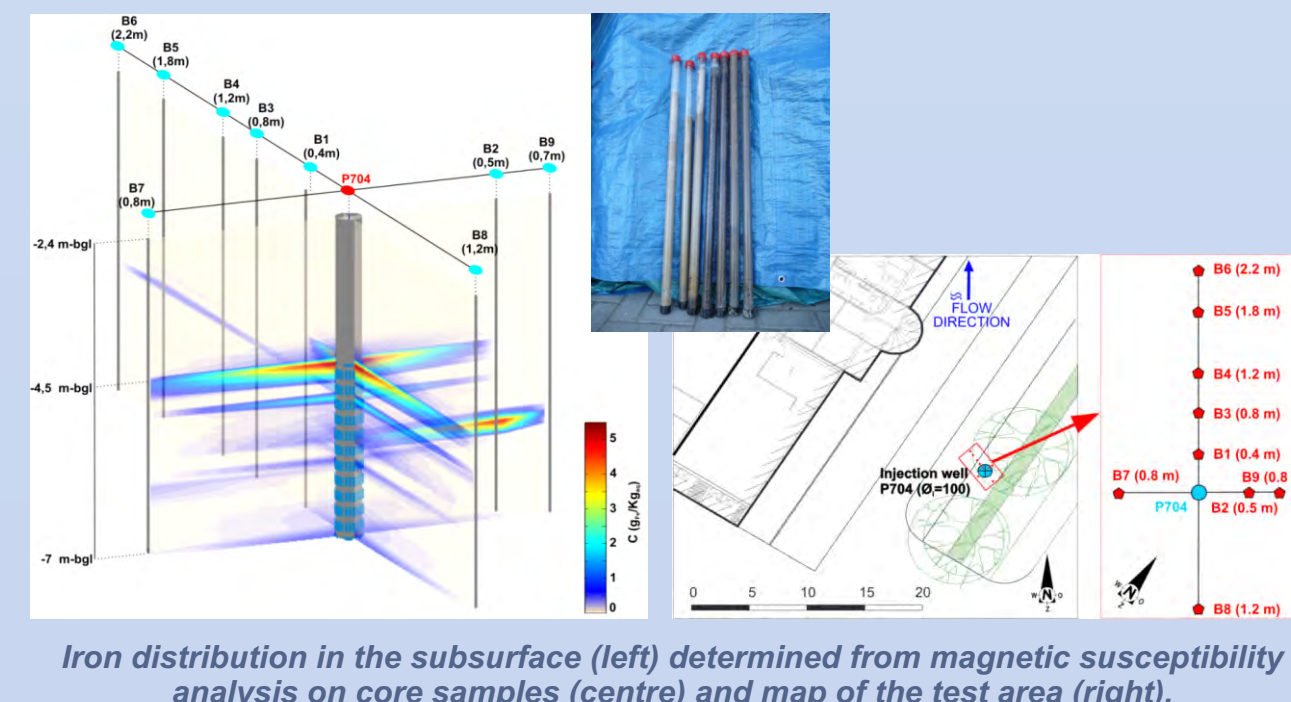 B6
(2,2m)
B5
(1,8m)
B4
(1,2m)
B3
(0,8m)
B1
(0,4m)
P704
B2
(0,5m)
B9
(0,7m)
B7
(0,8m)
B8
(1,2m)
-2,4 m-bgl
-4,5 m-bgl
-7 m-bgl
5
4
3
2
1
0
FLOW
DIRECTION
Injection well
P704 (Øᵢ=100)
0 5 10 15 20
W N O
Z
B6 (2.2 m)
B5 (1.8 m)
B4 (1.2 m)
B3 (0.8 m)
B1 (0.4 m)
B7 (0.8 m) B9 (0.8
P704 B2 (0.5 m)
N
B8 (1.2 m)
Iron distribution in the subsurface (left) determined from magnetic susceptibility
analysis on core samples (centre) and map of the test area (right).